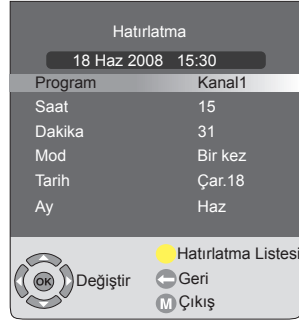 Hatırlatma
18 Haz 2008 15:30
Program Kanal1
Saat 15
Dakika 31
Mod Bir kez
Tarih Çar.18
Ay Haz
Hatırlatma Listesi
OK Değiştir Geri
M Çıkış